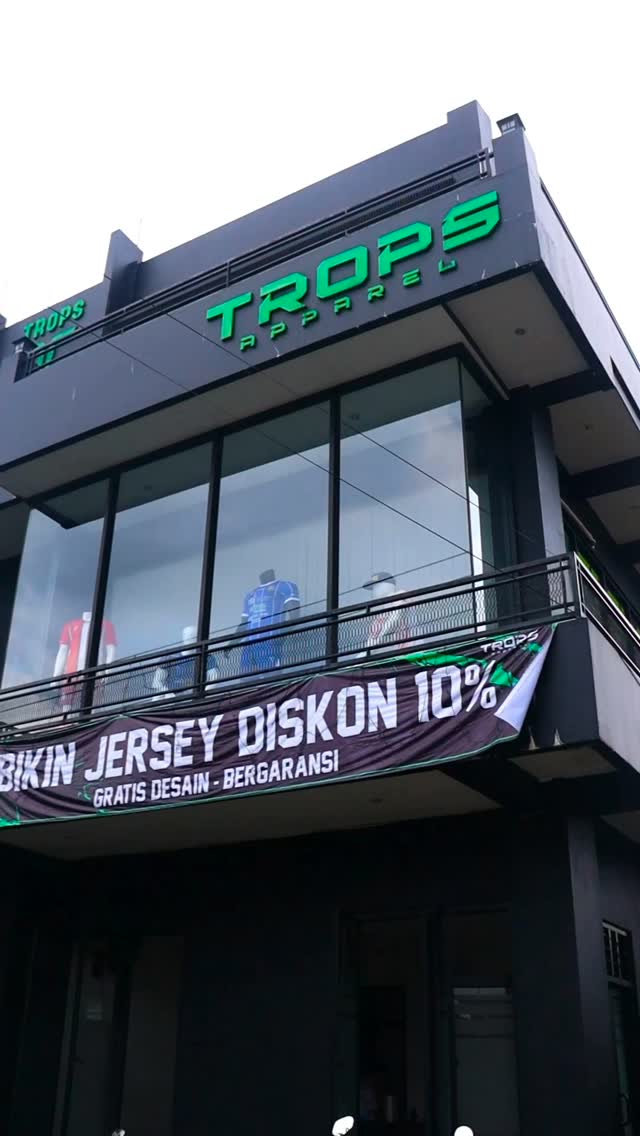 TROPS
TROPS
APPAREL
TROPS
BIKIN JERSEY DISKON 10%
GRATIS DESAIN - BERGARANSI